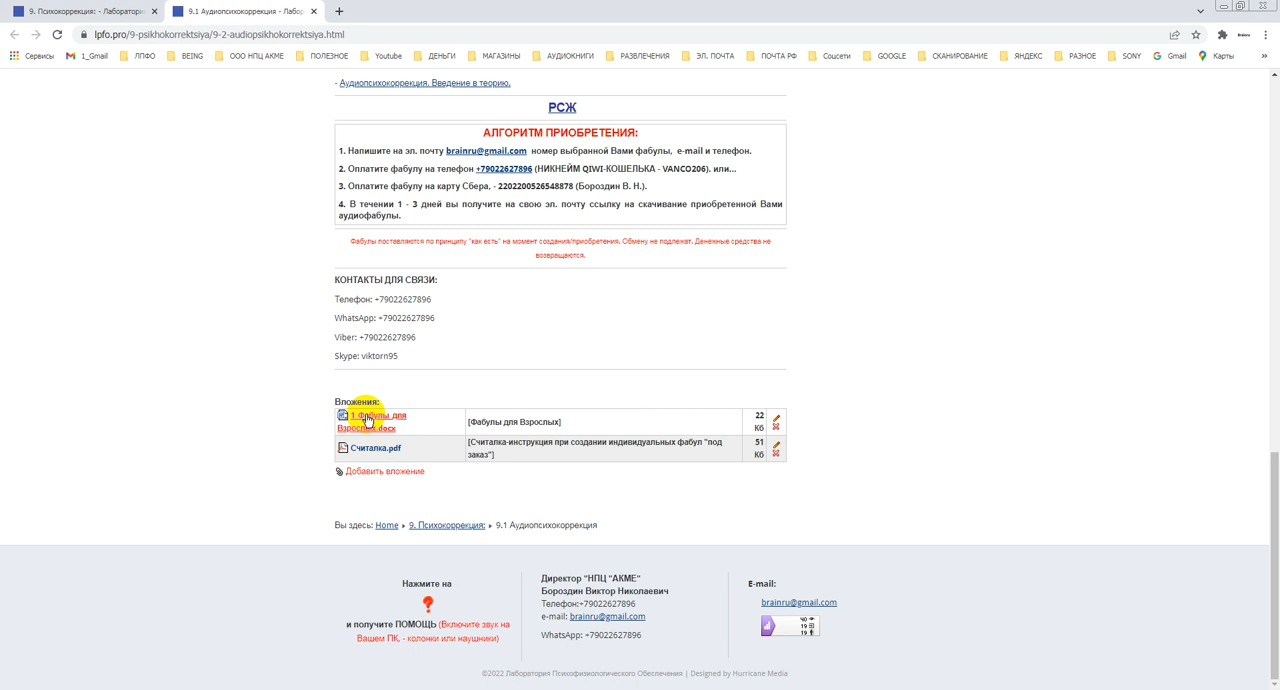 9. Психокоррекция: - Лаборатори
9.1 Аудиопсихокоррекция - Лабор
lpfo.pro/9-psikhokorrektsiya/9-2-audiopsikhokorrektsiya.html
Сервисы 1_Gmail ЛПФО BEING ООО НПЦ АКМЕ ПОЛЕЗНОЕ Youtube ДЕНЬГИ МАГАЗИНЫ АУДИОКНИГИ РАЗВЛЕЧЕНИЯ ЭЛ. ПОЧТА ПОЧТА РФ Соцсети GOOGLE СКАНИРОВАНИЕ ЯНДЕКС РАЗНОЕ SONY Gmail Карты »
- Аудиопсихокоррекция. Введение в теорию.
РСЖ
АЛГОРИТМ ПРИОБРЕТЕНИЯ:
1. Напишите на эл. почту brainru@gmail.com номер выбранной Вами фабулы, e-mail и телефон.
2. Оплатите фабулу на телефон +79022627896 (НИКНЕЙМ QIWI-КОШЕЛЬКА - VANCO206). или...
3. Оплатите фабулу на карту Сбера, - 2202200526548878 (Бороздин В. Н.).
4. В течении 1 - 3 дней вы получите на свою эл. почту ссылку на скачивание приобретенной Вами
аудиофабулы.
Фабулы поставляются по принципу "как есть" на момент создания/приобретения. Обмену не подлежат. Денежные средства не
возвращаются.
КОНТАКТЫ ДЛЯ СВЯЗИ:
Телефон: +79022627896
WhatsApp: +79022627896
Viber: +79022627896
Skype: viktorn95
Вложения:
1 Фабулы для
Взрослых.docx
[Фабулы для Взрослых]
22
Кб
Считалка.pdf
[Считалка-инструкция при создании индивидуальных фабул "под
заказ"]
51
Кб
Добавить вложение
Вы здесь: Home 9. Психокоррекция: 9.1 Аудиопсихокоррекция
Нажмите на
и получите ПОМОЩЬ (Включите звук на
Вашем ПК, - колонки или наушники)
Директор "НПЦ "АКМЕ"
Бороздин Виктор Николаевич
Телефон:+79022627896
e-mail: brainru@gmail.com
WhatsApp: +79022627896
E-mail:
brainru@gmail.com
19
19
©2022 Лаборатория Психофизиологического Обеспечения | Designed by Hurricane Media